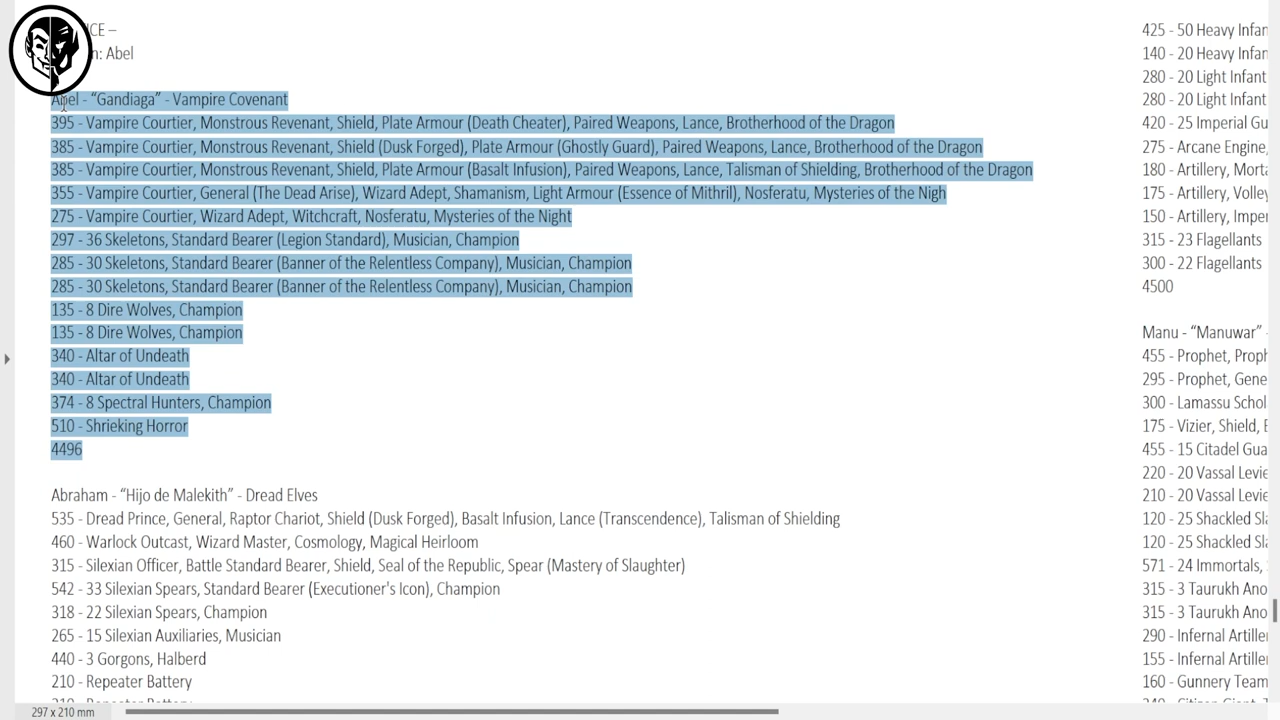 ICE –
n: Abel
Abel - “Gandiaga” - Vampire Covenant
395 - Vampire Courtier, Monstrous Revenant, Shield, Plate Armour (Death Cheater), Paired Weapons, Lance, Brotherhood of the Dragon
385 - Vampire Courtier, Monstrous Revenant, Shield (Dusk Forged), Plate Armour (Ghostly Guard), Paired Weapons, Lance, Brotherhood of the Dragon
385 - Vampire Courtier, Monstrous Revenant, Shield, Plate Armour (Basalt Infusion), Paired Weapons, Lance, Talisman of Shielding, Brotherhood of the Dragon
355 - Vampire Courtier, General (The Dead Arise), Wizard Adept, Shamanism, Light Armour (Essence of Mithril), Nosferatu, Mysteries of the Nigh
275 - Vampire Courtier, Wizard Adept, Witchcraft, Nosferatu, Mysteries of the Night
297 - 36 Skeletons, Standard Bearer (Legion Standard), Musician, Champion
285 - 30 Skeletons, Standard Bearer (Banner of the Relentless Company), Musician, Champion
285 - 30 Skeletons, Standard Bearer (Banner of the Relentless Company), Musician, Champion
135 - 8 Dire Wolves, Champion
135 - 8 Dire Wolves, Champion
340 - Altar of Undeath
340 - Altar of Undeath
374 - 8 Spectral Hunters, Champion
510 - Shrieking Horror
4496
Abraham - “Hijo de Malekith” - Dread Elves
535 - Dread Prince, General, Raptor Chariot, Shield (Dusk Forged), Basalt Infusion, Lance (Transcendence), Talisman of Shielding
460 - Warlock Outcast, Wizard Master, Cosmology, Magical Heirloom
315 - Silexian Officer, Battle Standard Bearer, Shield, Seal of the Republic, Spear (Mastery of Slaughter)
542 - 33 Silexian Spears, Standard Bearer (Executioner's Icon), Champion
318 - 22 Silexian Spears, Champion
265 - 15 Silexian Auxiliaries, Musician
440 - 3 Gorgons, Halberd
210 - Repeater Battery
425 - 50 Heavy Infan
140 - 20 Heavy Infan
280 - 20 Light Infant
280 - 20 Light Infant
420 - 25 Imperial Gu
275 - Arcane Engine,
180 - Artillery, Morta
175 - Artillery, Volley
150 - Artillery, Imper
315 - 23 Flagellants
300 - 22 Flagellants
4500
Manu - “Manuwar” -
455 - Prophet, Proph
295 - Prophet, Gene
300 - Lamassu Schol
175 - Vizier, Shield, B
455 - 15 Citadel Gua
220 - 20 Vassal Levie
210 - 20 Vassal Levie
120 - 25 Shackled Sla
120 - 25 Shackled Sla
571 - 24 Immortals,
315 - 3 Taurukh Ano
315 - 3 Taurukh Ano
290 - Infernal Artille
155 - Infernal Artille
160 - Gunnery Team
297 x 210 mm